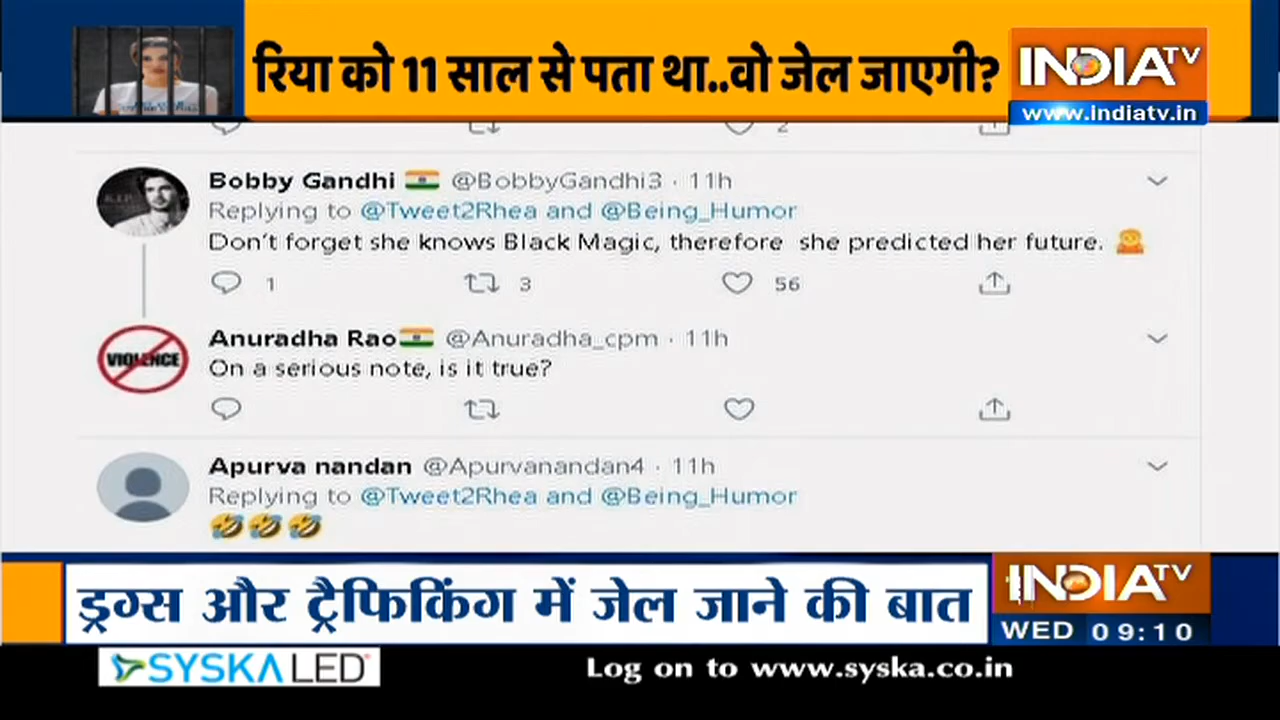 रिया को 11 साल से पता था..वो जेल जाएगी?
INDIA TV
www.indiatv.in
2
Bobby Gandhi @BobbyGandhi3 · 11h
Replying to @Tweet2Rhea and @Being_Humor
Don't forget she knows Black Magic, therefore she predicted her future.
1 3 56
VIOLENCE
Anuradha Rao @Anuradha_cpm · 11h
On a serious note, is it true?
Apurva nandan @Apurvanandan4 · 11h
Replying to @Tweet2Rhea and @Being_Humor
🤣🤣🤣
ड्रग्स और ट्रैफिकिंग में जेल जाने की बात
INDIA TV
WED 09:10
SYSKA LED
Log on to www.syska.co.in